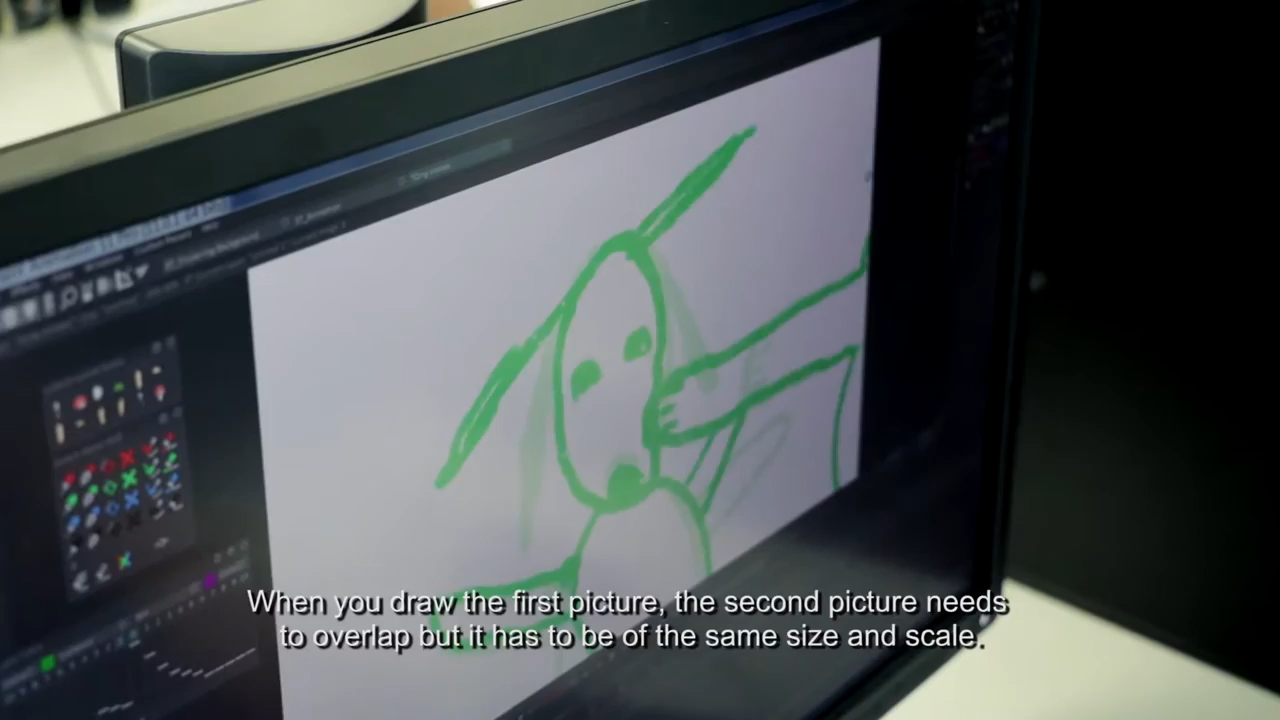 When you draw the first picture, the second picture needs
to overlap but it has to be of the same size and scale.